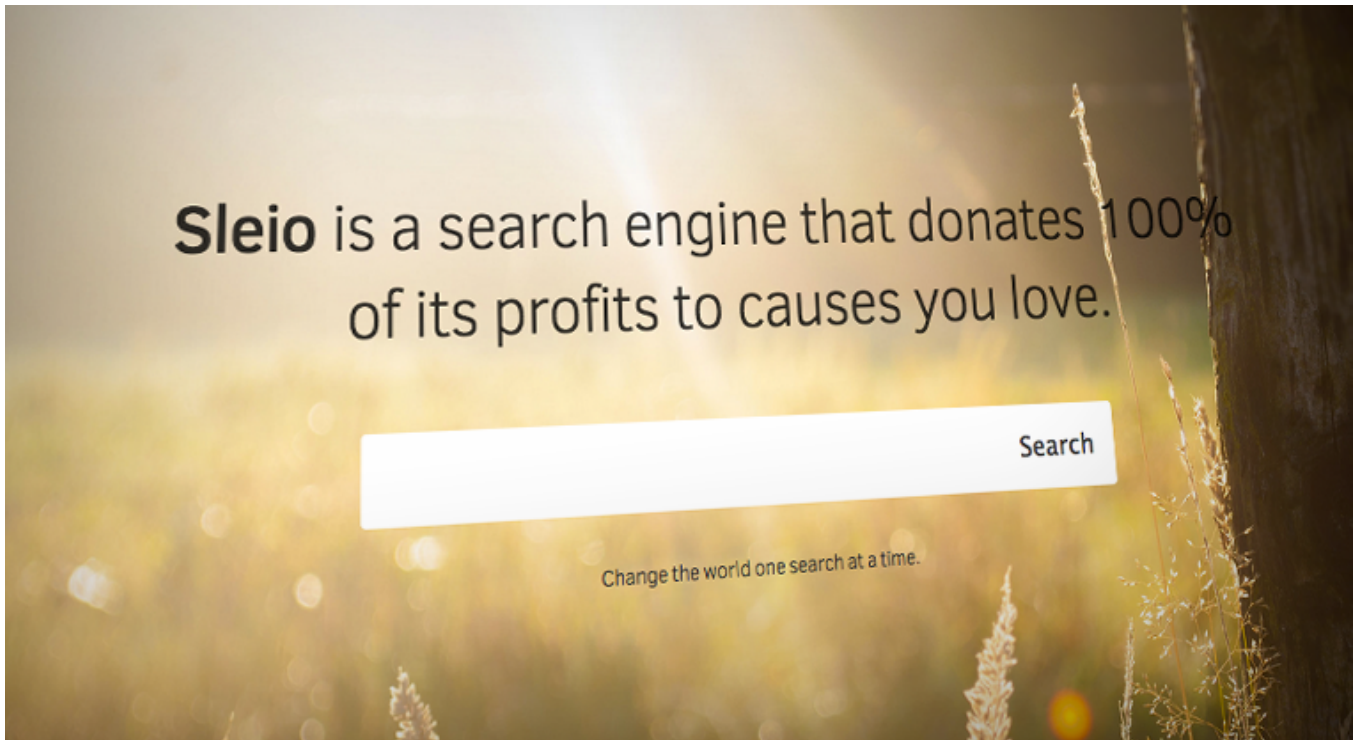 Sleio is a search engine that donates 100%
of its profits to causes you love.
Search
Change the world one search at a time.